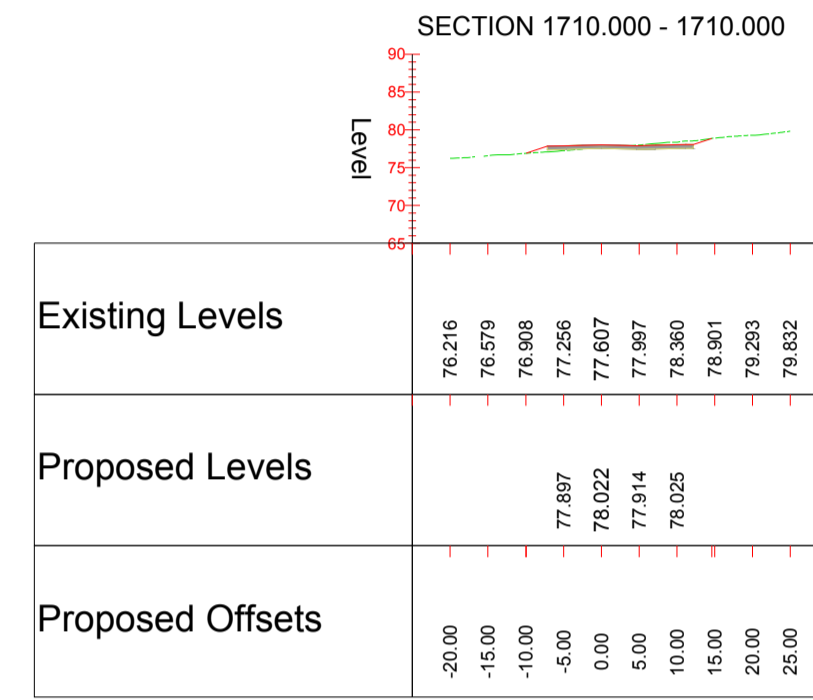 SECTION 1710.000 - 1710.000
90
85
80
75
70
65
Level
Existing Levels
76.216 76.579 76.908 77.256 77.607 77.997 78.360 78.901 79.293 79.832
Proposed Levels
77.897 78.022 77.914 78.025
Proposed Offsets
-20.00 -15.00 -10.00 -5.00 0.00 5.00 10.00 15.00 20.00 25.00